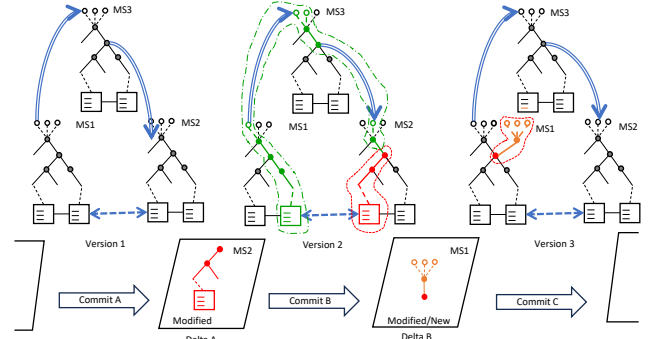 MS3
MS3
MS3
MS1
MS2
MS1
MS2
MS1
MS2
Version 1
Version 2
Version 3
MS2
MS1
Commit A
Commit B
Commit C
Modified
Modified/New
Delta A
Delta B